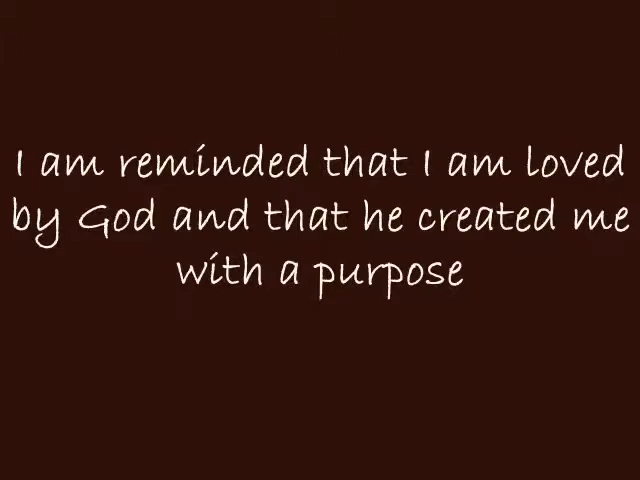 I am reminded that I am loved
by God and that he created me
with a purpose